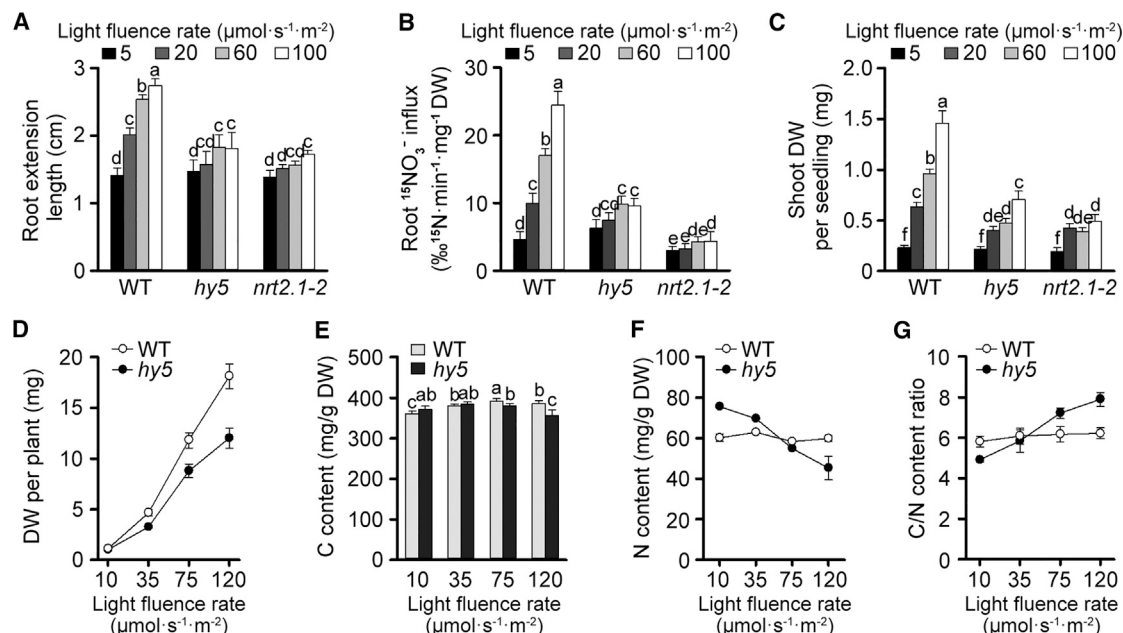 A
Light fluence rate (µmol·s⁻¹·m⁻²)
5 20 60 100
Root extension
length (cm)
3
2
1
0
d c b a
d cd c c
d d cd c
WT hy5 nrt2.1-2
B
Light fluence rate (µmol·s⁻¹·m⁻²)
5 20 60 100
Root ¹⁵NO₃⁻ influx
(‰¹⁵N·min⁻¹·mg⁻¹ DW)
30
20
10
0
d c b a
d cd c c
e e de d
WT hy5 nrt2.1-2
C
Light fluence rate (µmol·s⁻¹·m⁻²)
5 20 60 100
Shoot DW
per seedling (mg)
2.0
1.5
1.0
0.5
0
f c b a
f de d c
f d de d
WT hy5 nrt2.1-2
D
WT
hy5
DW per plant (mg)
20
15
10
5
0
10 35 75 120
Light fluence rate
(µmol·s⁻¹·m⁻²)
E
WT
hy5
C content (mg/g DW)
500
400
300
200
100
0
c ab b ab a b b c
10 35 75 120
Light fluence rate
(µmol·s⁻¹·m⁻²)
F
WT
hy5
N content (mg/g DW)
100
80
60
40
20
0
10 35 75 120
Light fluence rate
(µmol·s⁻¹·m⁻²)
G
WT
hy5
C/N content ratio
10
8
6
4
2
0
10 35 75 120
Light fluence rate
(µmol·s⁻¹·m⁻²)